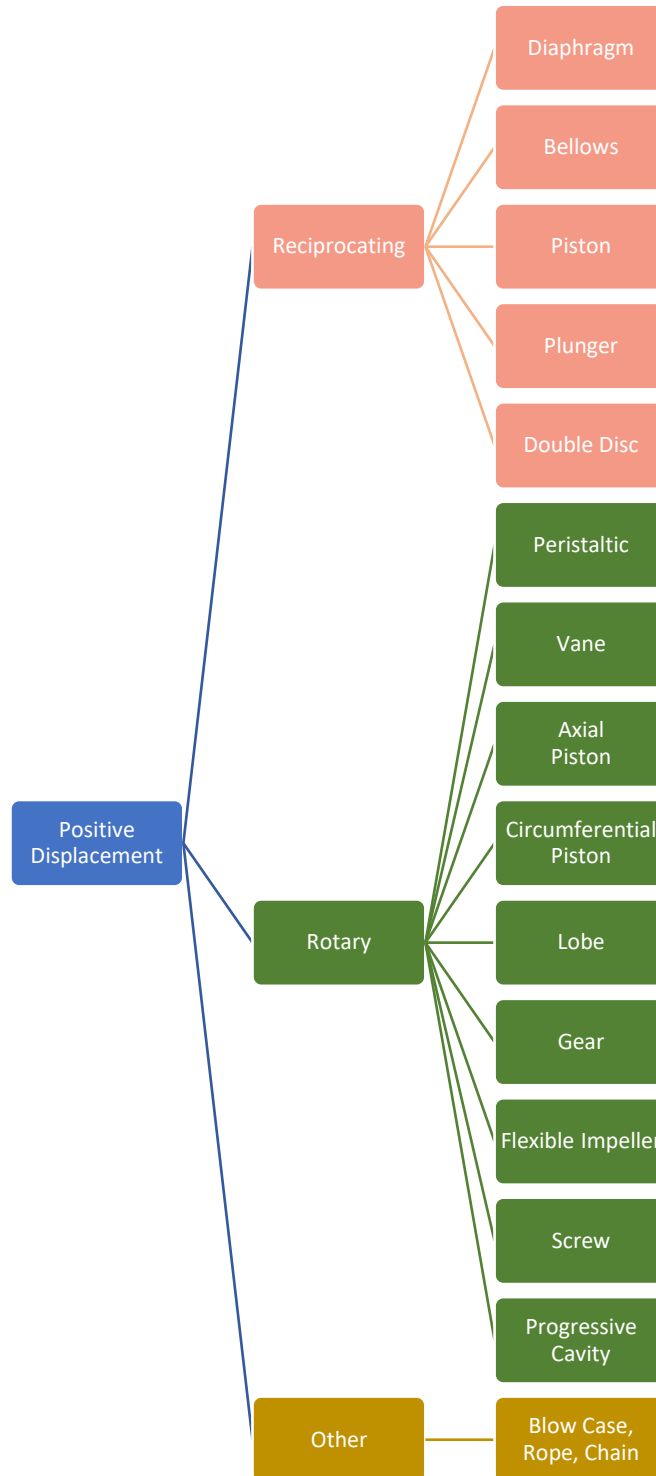 Diaphragm
Bellows
Reciprocating
Piston
Plunger
Double Disc
Peristaltic
Vane
Axial
Piston
Positive
Displacement
Circumferential
Piston
Rotary
Lobe
Gear
Flexible Impeller
Screw
Progressive
Cavity
Other
Blow Case,
Rope, Chain